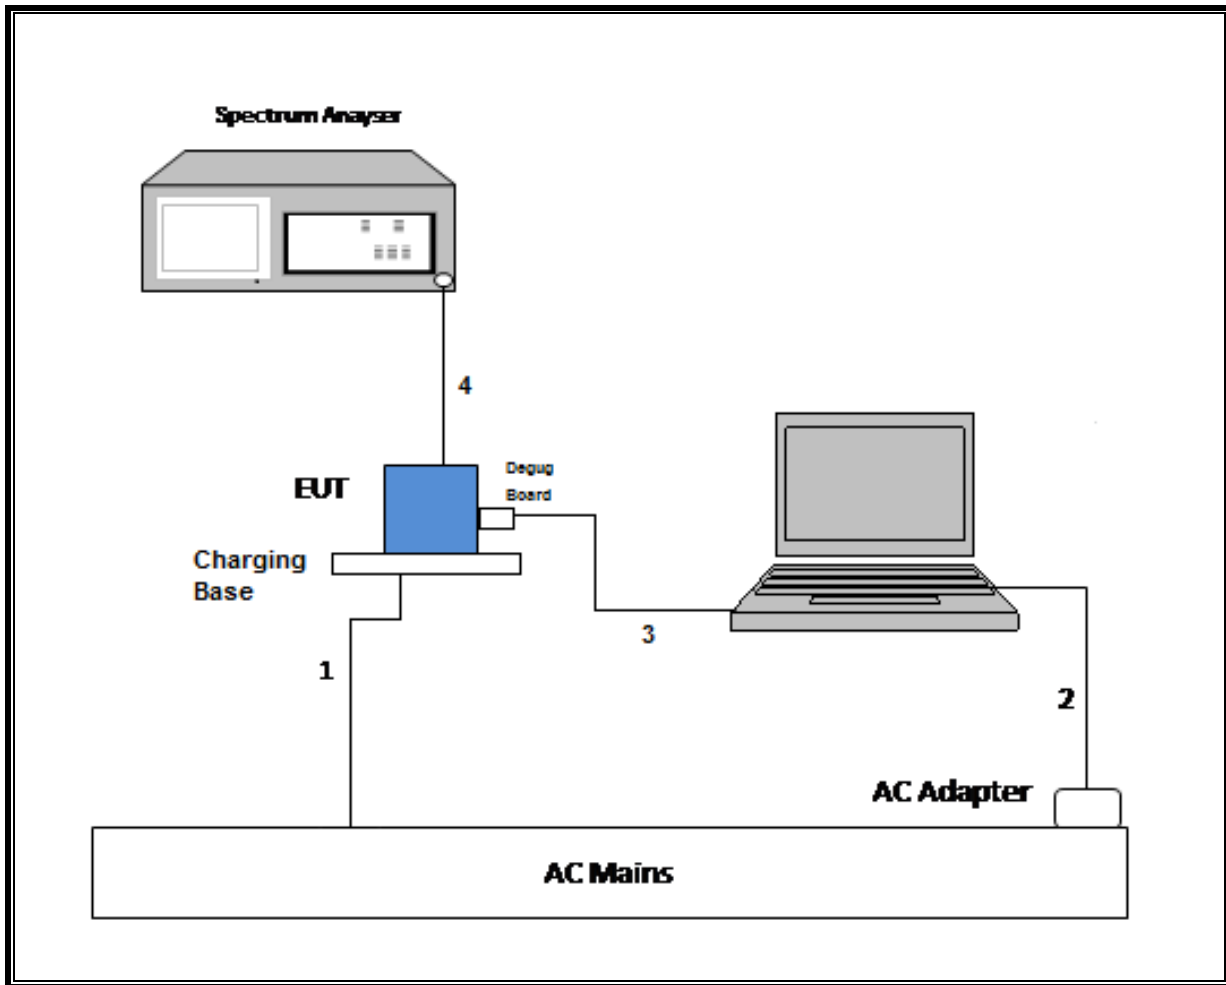 Spectrum Anayser
4
EUT
Degug
Board
Charging
Base
3
1
2
AC Adapter
AC Mains